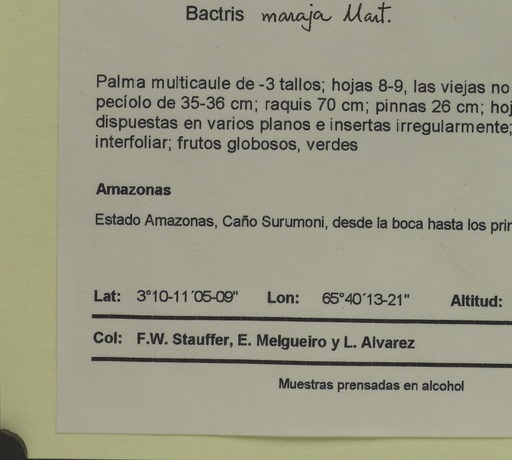 Bactris maraja Mart.
Palma multicaule de -3 tallos; hojas 8-9, las viejas no
pecíolo de 35-36 cm; raquis 70 cm; pinnas 26 cm; hoj
dispuestas en varios planos e insertas irregularmente;
interfoliar; frutos globosos, verdes
Amazonas
Estado Amazonas, Caño Surumoni, desde la boca hasta los prin
Lat: 3°10-11´05-09" Lon: 65°40´13-21" Altitud:
Col: F.W. Stauffer, E. Melgueiro y L. Alvarez
Muestras prensadas en alcohol